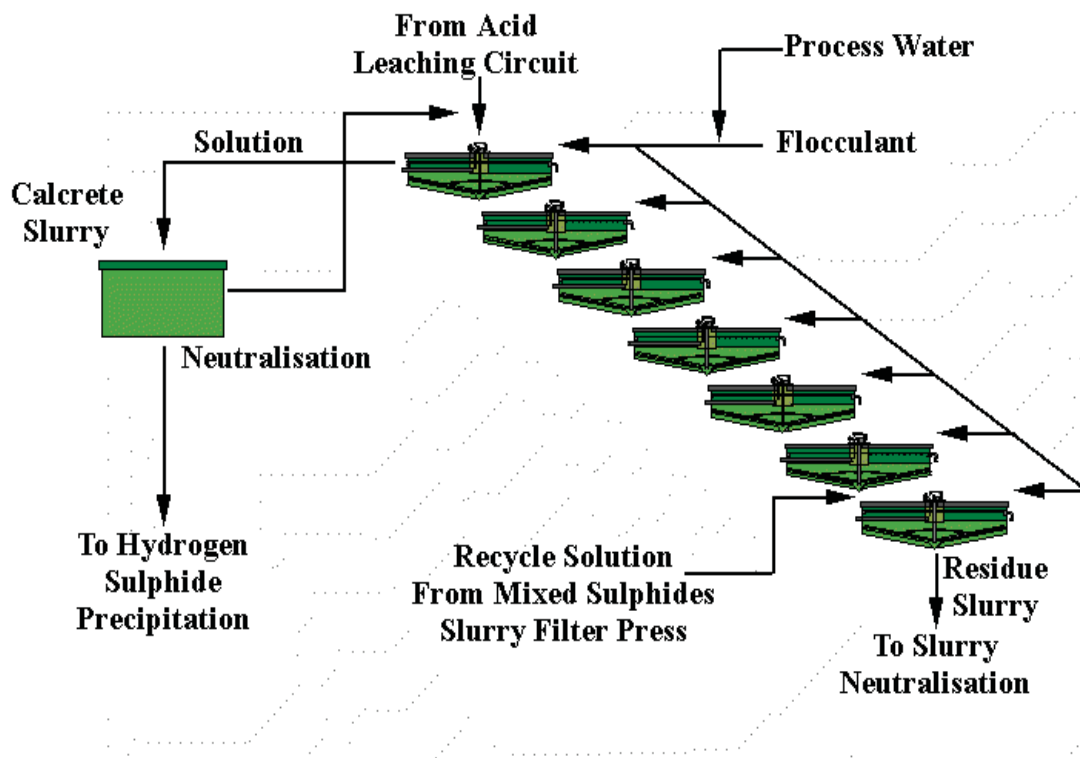 From Acid
Leaching Circuit
Process Water
Solution
Flocculant
Calcrete
Slurry
Neutralisation
To Hydrogen
Sulphide
Precipitation
Recycle Solution
From Mixed Sulphides
Slurry Filter Press
Residue
Slurry
To Slurry
Neutralisation